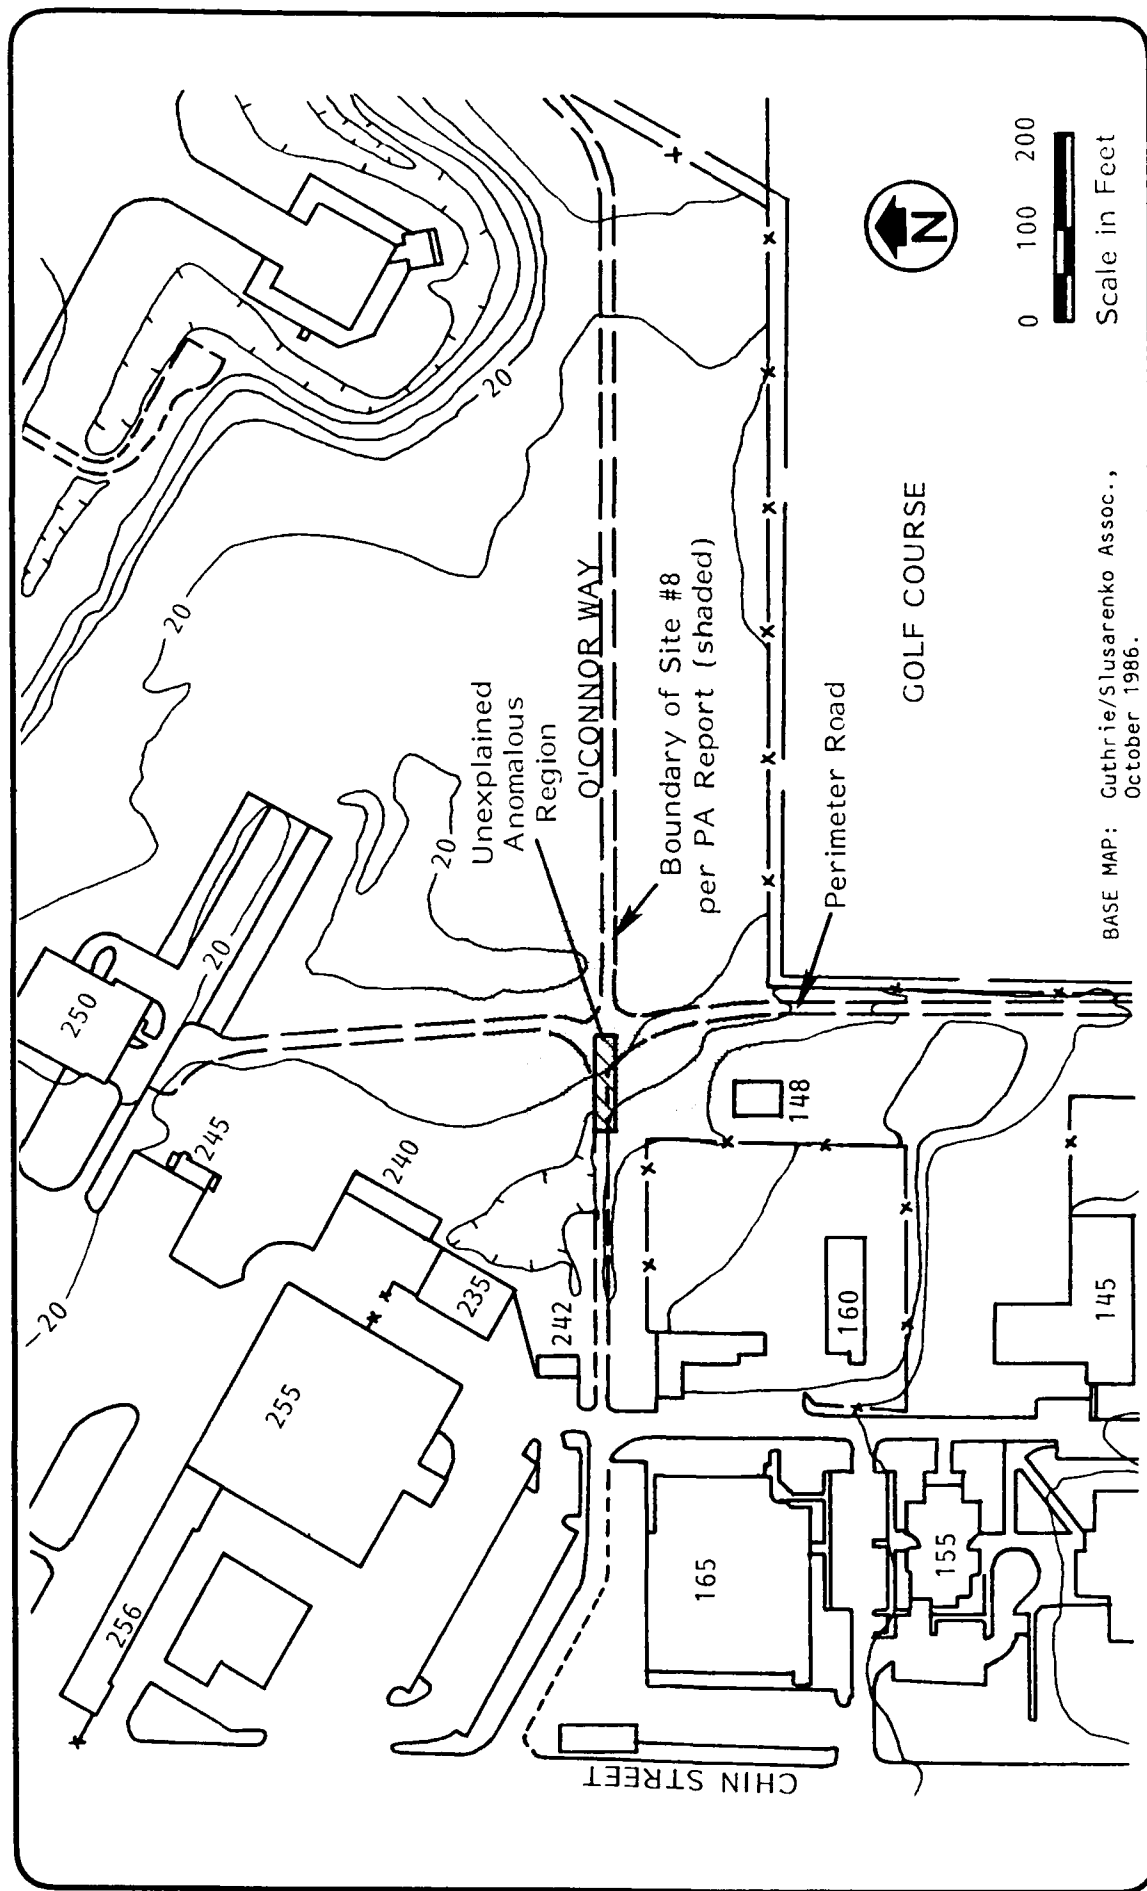 20
250
20
245
20
256
255
240
235
242
20
20
Unexplained
Anomalous
Region
O'CONNOR WAY
Boundary of Site #8
per PA Report (shaded)
Perimeter Road
CHIN STREET
165
155
160
148
145
GOLF COURSE
N
0 100 200
Scale in Feet
BASE MAP: Guthrie/Slusarenko Assoc.,
October 1986.